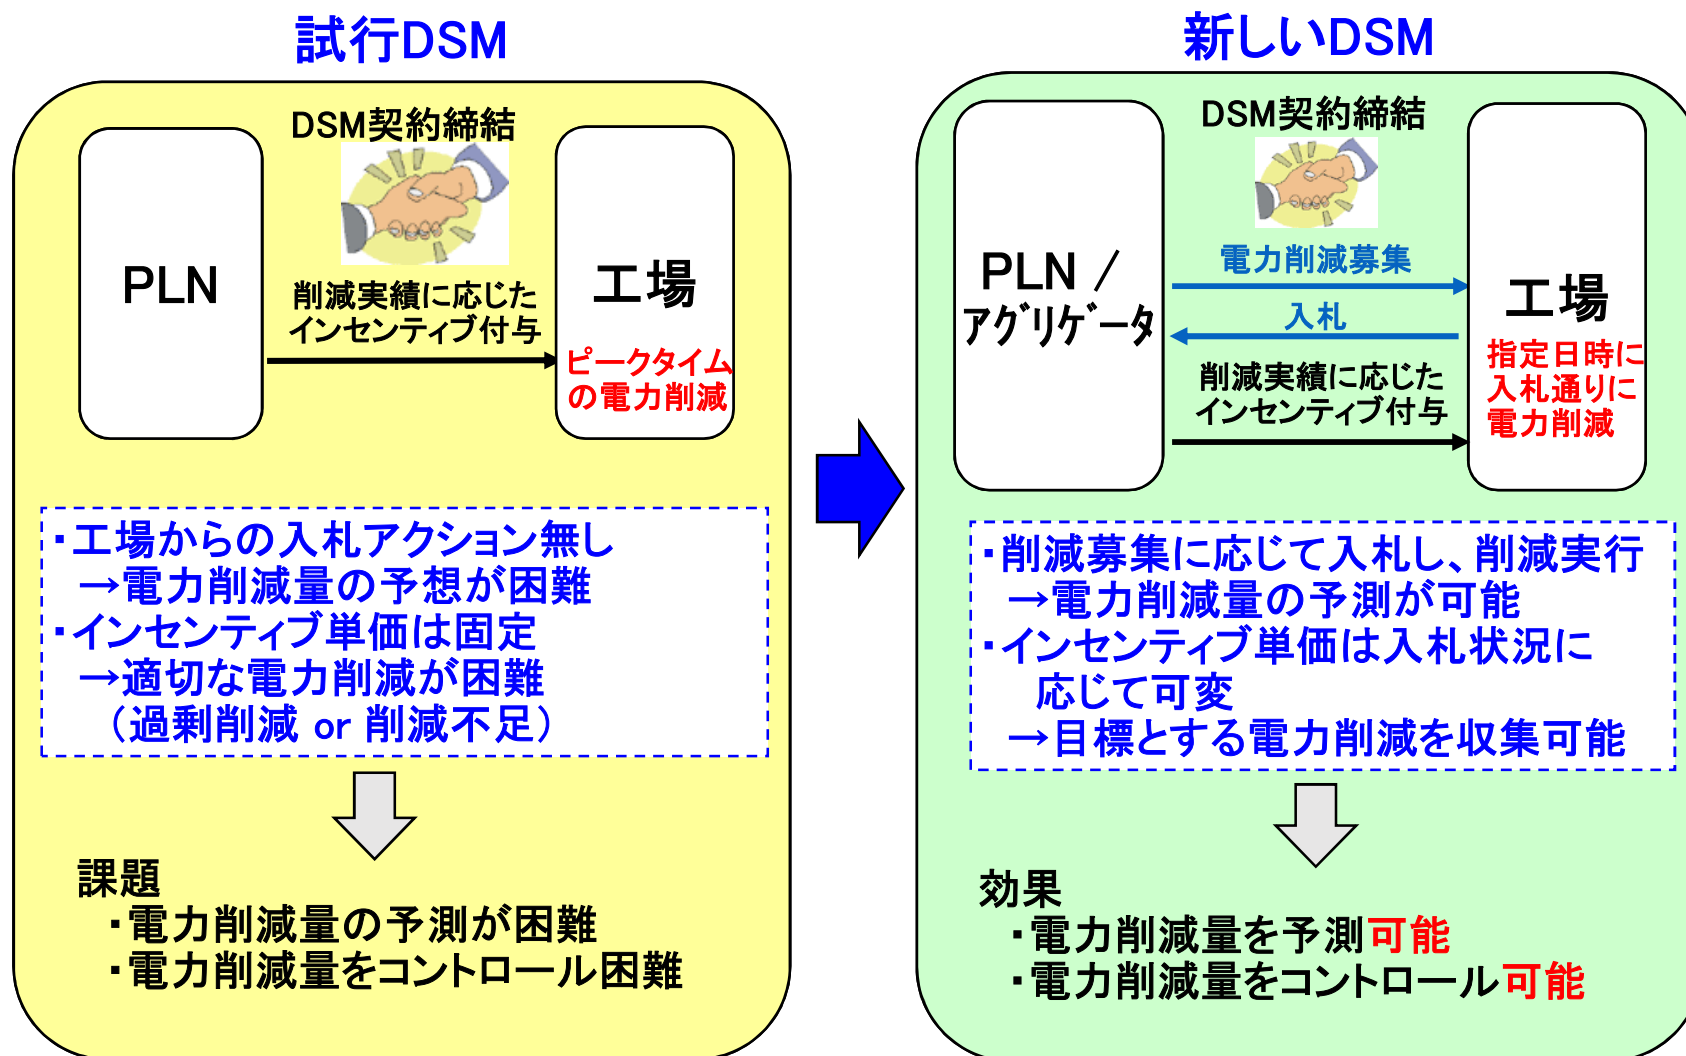 試行DSM
DSM契約締結
PLN
工場
削減実績に応じた
インセンティブ付与
ピークタイム
の電力削減
・工場からの入札アクション無し
→電力削減量の予想が困難
・インセンティブ単価は固定
→適切な電力削減が困難
（過剰削減 or 削減不足）
課題
・電力削減量の予測が困難
・電力削減量をコントロール困難
新しいDSM
DSM契約締結
PLN /
ｱｸﾞﾘｹﾞｰﾀ
電力削減募集
入札
工場
削減実績に応じた
インセンティブ付与
指定日時に
入札通りに
電力削減
・削減募集に応じて入札し、削減実行
→電力削減量の予測が可能
・インセンティブ単価は入札状況に
応じて可変
→目標とする電力削減を収集可能
効果
・電力削減量を予測可能
・電力削減量をコントロール可能